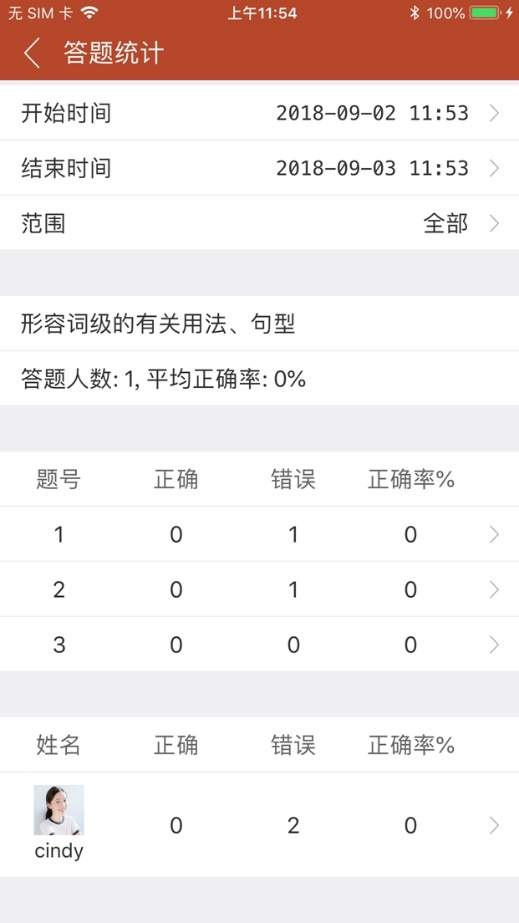 无 SIM 卡 上午11:54 100%
答题统计
开始时间 2018-09-02 11:53
结束时间 2018-09-03 11:53
范围 全部
形容词级的有关用法、句型
答题人数: 1, 平均正确率: 0%
题号 正确 错误 正确率%
1 0 1 0
2 0 1 0
3 0 0 0
姓名 正确 错误 正确率%
0 2 0
cindy